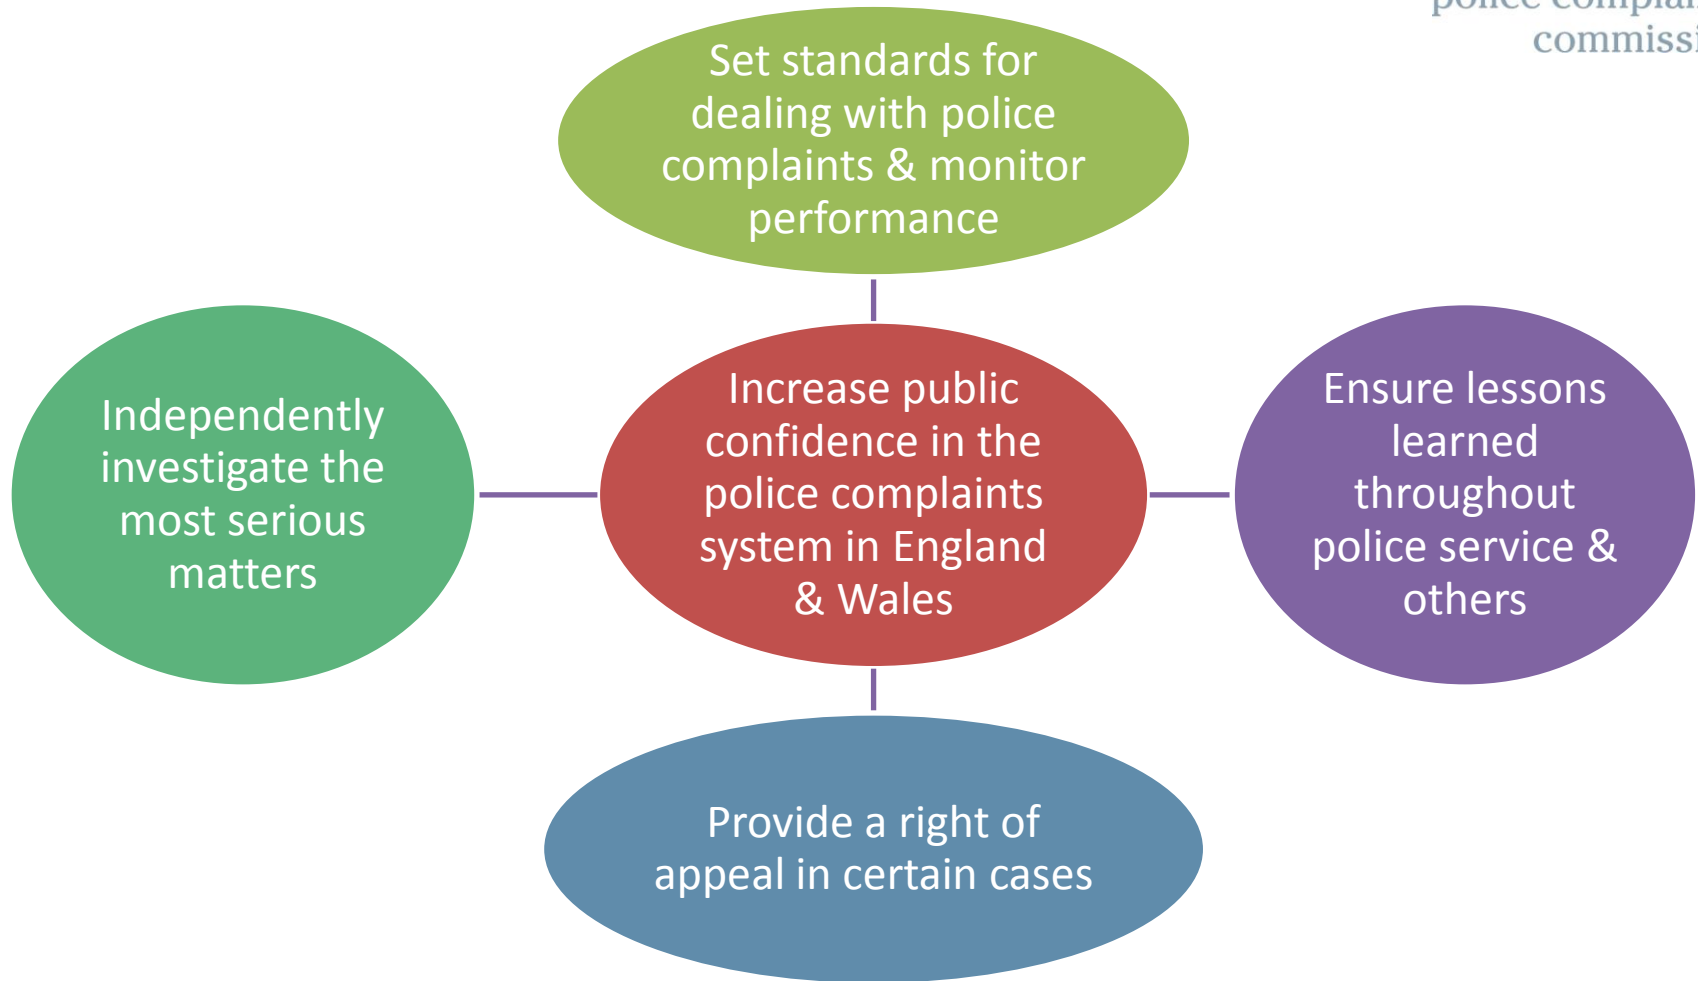 police
commiss
Set standards for
dealing with police
complaints & monitor
performance
Independently
investigate the
most serious
matters
Increase public
confidence in the
police complaints
system in England
& Wales
Ensure lessons
learned
throughout
police service &
others
Provide a right of
appeal in certain cases